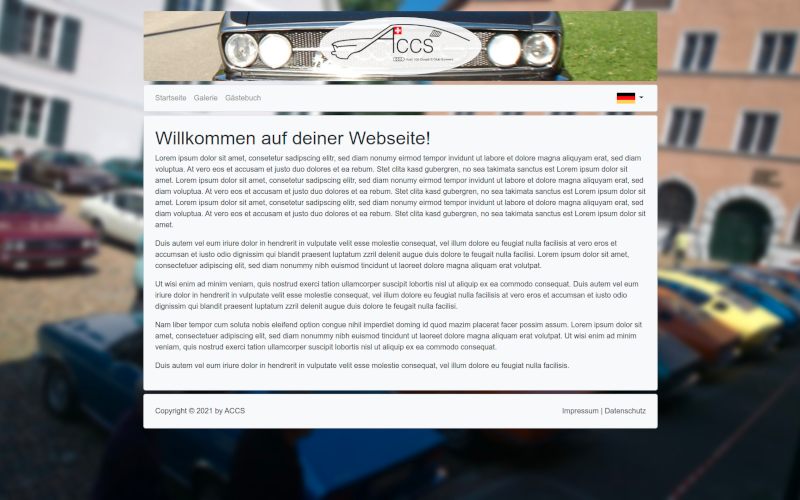 ACCS
Startseite Galerie Gästebuch
Willkommen auf deiner Webseite!
Lorem ipsum dolor sit amet, consetetur sadipscing elitr, sed diam nonumy eirmod tempor invidunt ut labore et dolore magna aliquyam erat, sed diam
voluptua. At vero eos et accusam et justo duo dolores et ea rebum. Stet clita kasd gubergren, no sea takimata sanctus est Lorem ipsum dolor sit
amet. Lorem ipsum dolor sit amet, consetetur sadipscing elitr, sed diam nonumy eirmod tempor invidunt ut labore et dolore magna aliquyam erat, sed
diam voluptua. At vero eos et accusam et justo duo dolores et ea rebum. Stet clita kasd gubergren, no sea takimata sanctus est Lorem ipsum dolor sit
amet. Lorem ipsum dolor sit amet, consetetur sadipscing elitr, sed diam nonumy eirmod tempor invidunt ut labore et dolore magna aliquyam erat, sed
diam voluptua. At vero eos et accusam et justo duo dolores et ea rebum. Stet clita kasd gubergren, no sea takimata sanctus est Lorem ipsum dolor sit
amet.
Duis autem vel eum iriure dolor in hendrerit in vulputate velit esse molestie consequat, vel illum dolore eu feugiat nulla facilisis at vero eros et
accumsan et iusto odio dignissim qui blandit praesent luptatum zzril delenit augue duis dolore te feugait nulla facilisi. Lorem ipsum dolor sit amet,
consectetuer adipiscing elit, sed diam nonummy nibh euismod tincidunt ut laoreet dolore magna aliquam erat volutpat.
Ut wisi enim ad minim veniam, quis nostrud exerci tation ullamcorper suscipit lobortis nisl ut aliquip ex ea commodo consequat. Duis autem vel eum
iriure dolor in hendrerit in vulputate velit esse molestie consequat, vel illum dolore eu feugiat nulla facilisis at vero eros et accumsan et iusto odio
dignissim qui blandit praesent luptatum zzril delenit augue duis dolore te feugait nulla facilisi.
Nam liber tempor cum soluta nobis eleifend option congue nihil imperdiet doming id quod mazim placerat facer possim assum. Lorem ipsum dolor sit
amet, consectetuer adipiscing elit, sed diam nonummy nibh euismod tincidunt ut laoreet dolore magna aliquam erat volutpat. Ut wisi enim ad minim
veniam, quis nostrud exerci tation ullamcorper suscipit lobortis nisl ut aliquip ex ea commodo consequat.
Duis autem vel eum iriure dolor in hendrerit in vulputate velit esse molestie consequat, vel illum dolore eu feugiat nulla facilisis.
Copyright © 2021 by ACCS
Impressum | Datenschutz